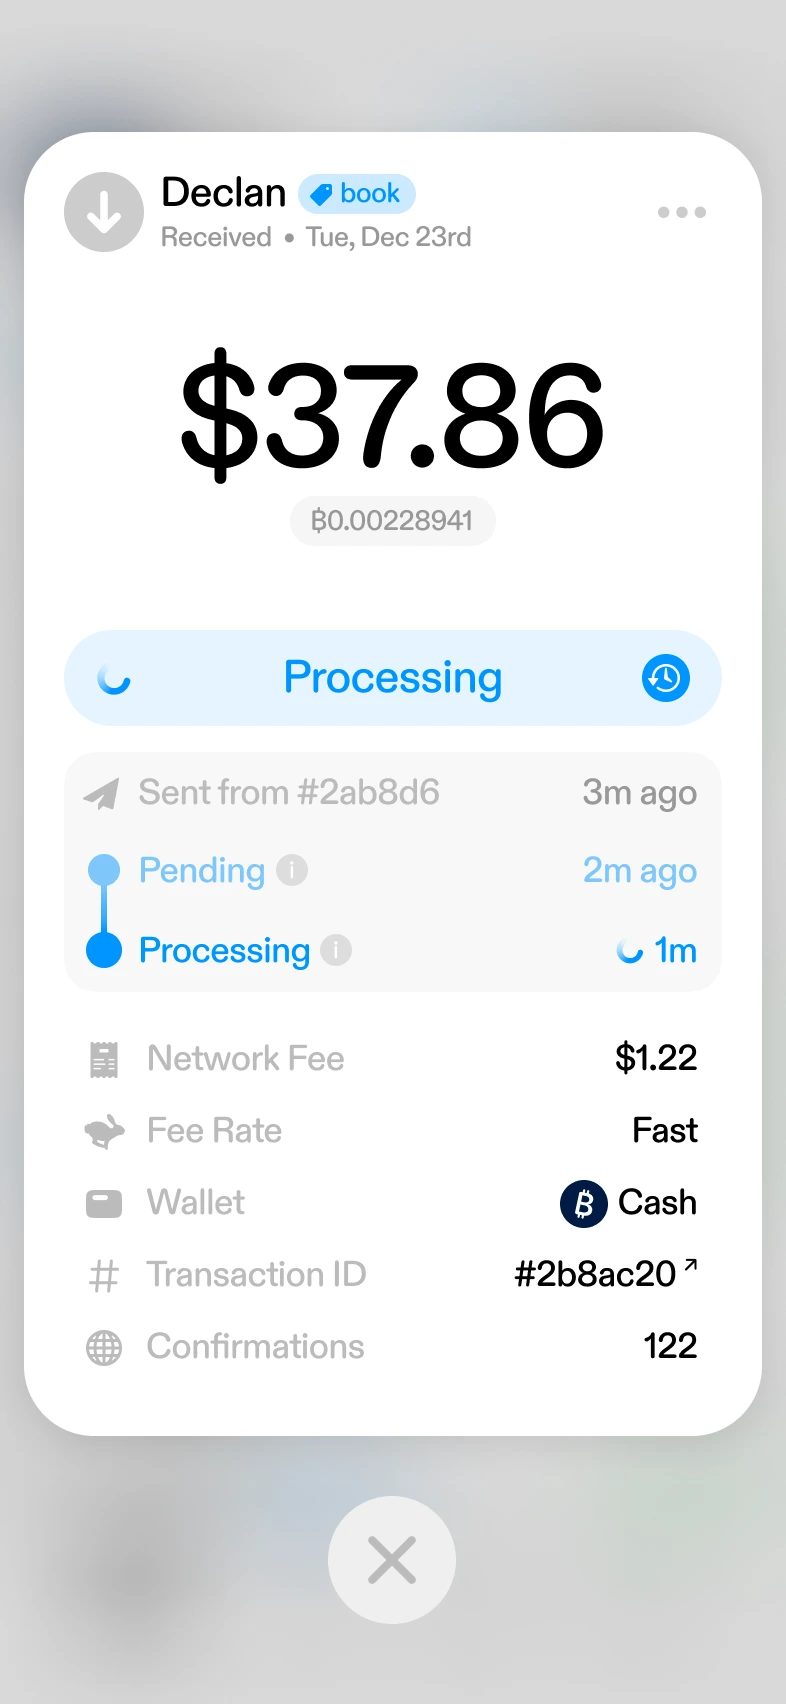 Declan book
Received • Tue, Dec 23rd
$37.86
₿0.00228941
Processing
Sent from #2ab8d6 3m ago
Pending 2m ago
Processing 1m
Network Fee $1.22
Fee Rate Fast
Wallet Cash
Transaction ID #2b8ac20
Confirmations 122